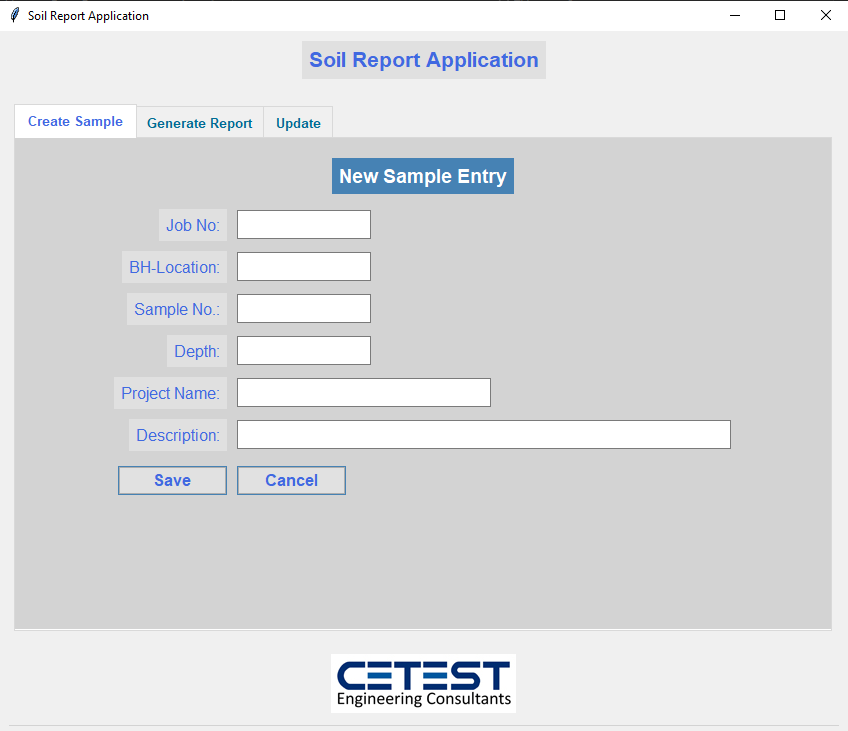 Soil Report Application
Soil Report Application
Create Sample
Generate Report
Update
New Sample Entry
Job No:
BH-Location:
Sample No.:
Depth:
Project Name:
Description:
Save
Cancel
CETEST
Engineering Consultants